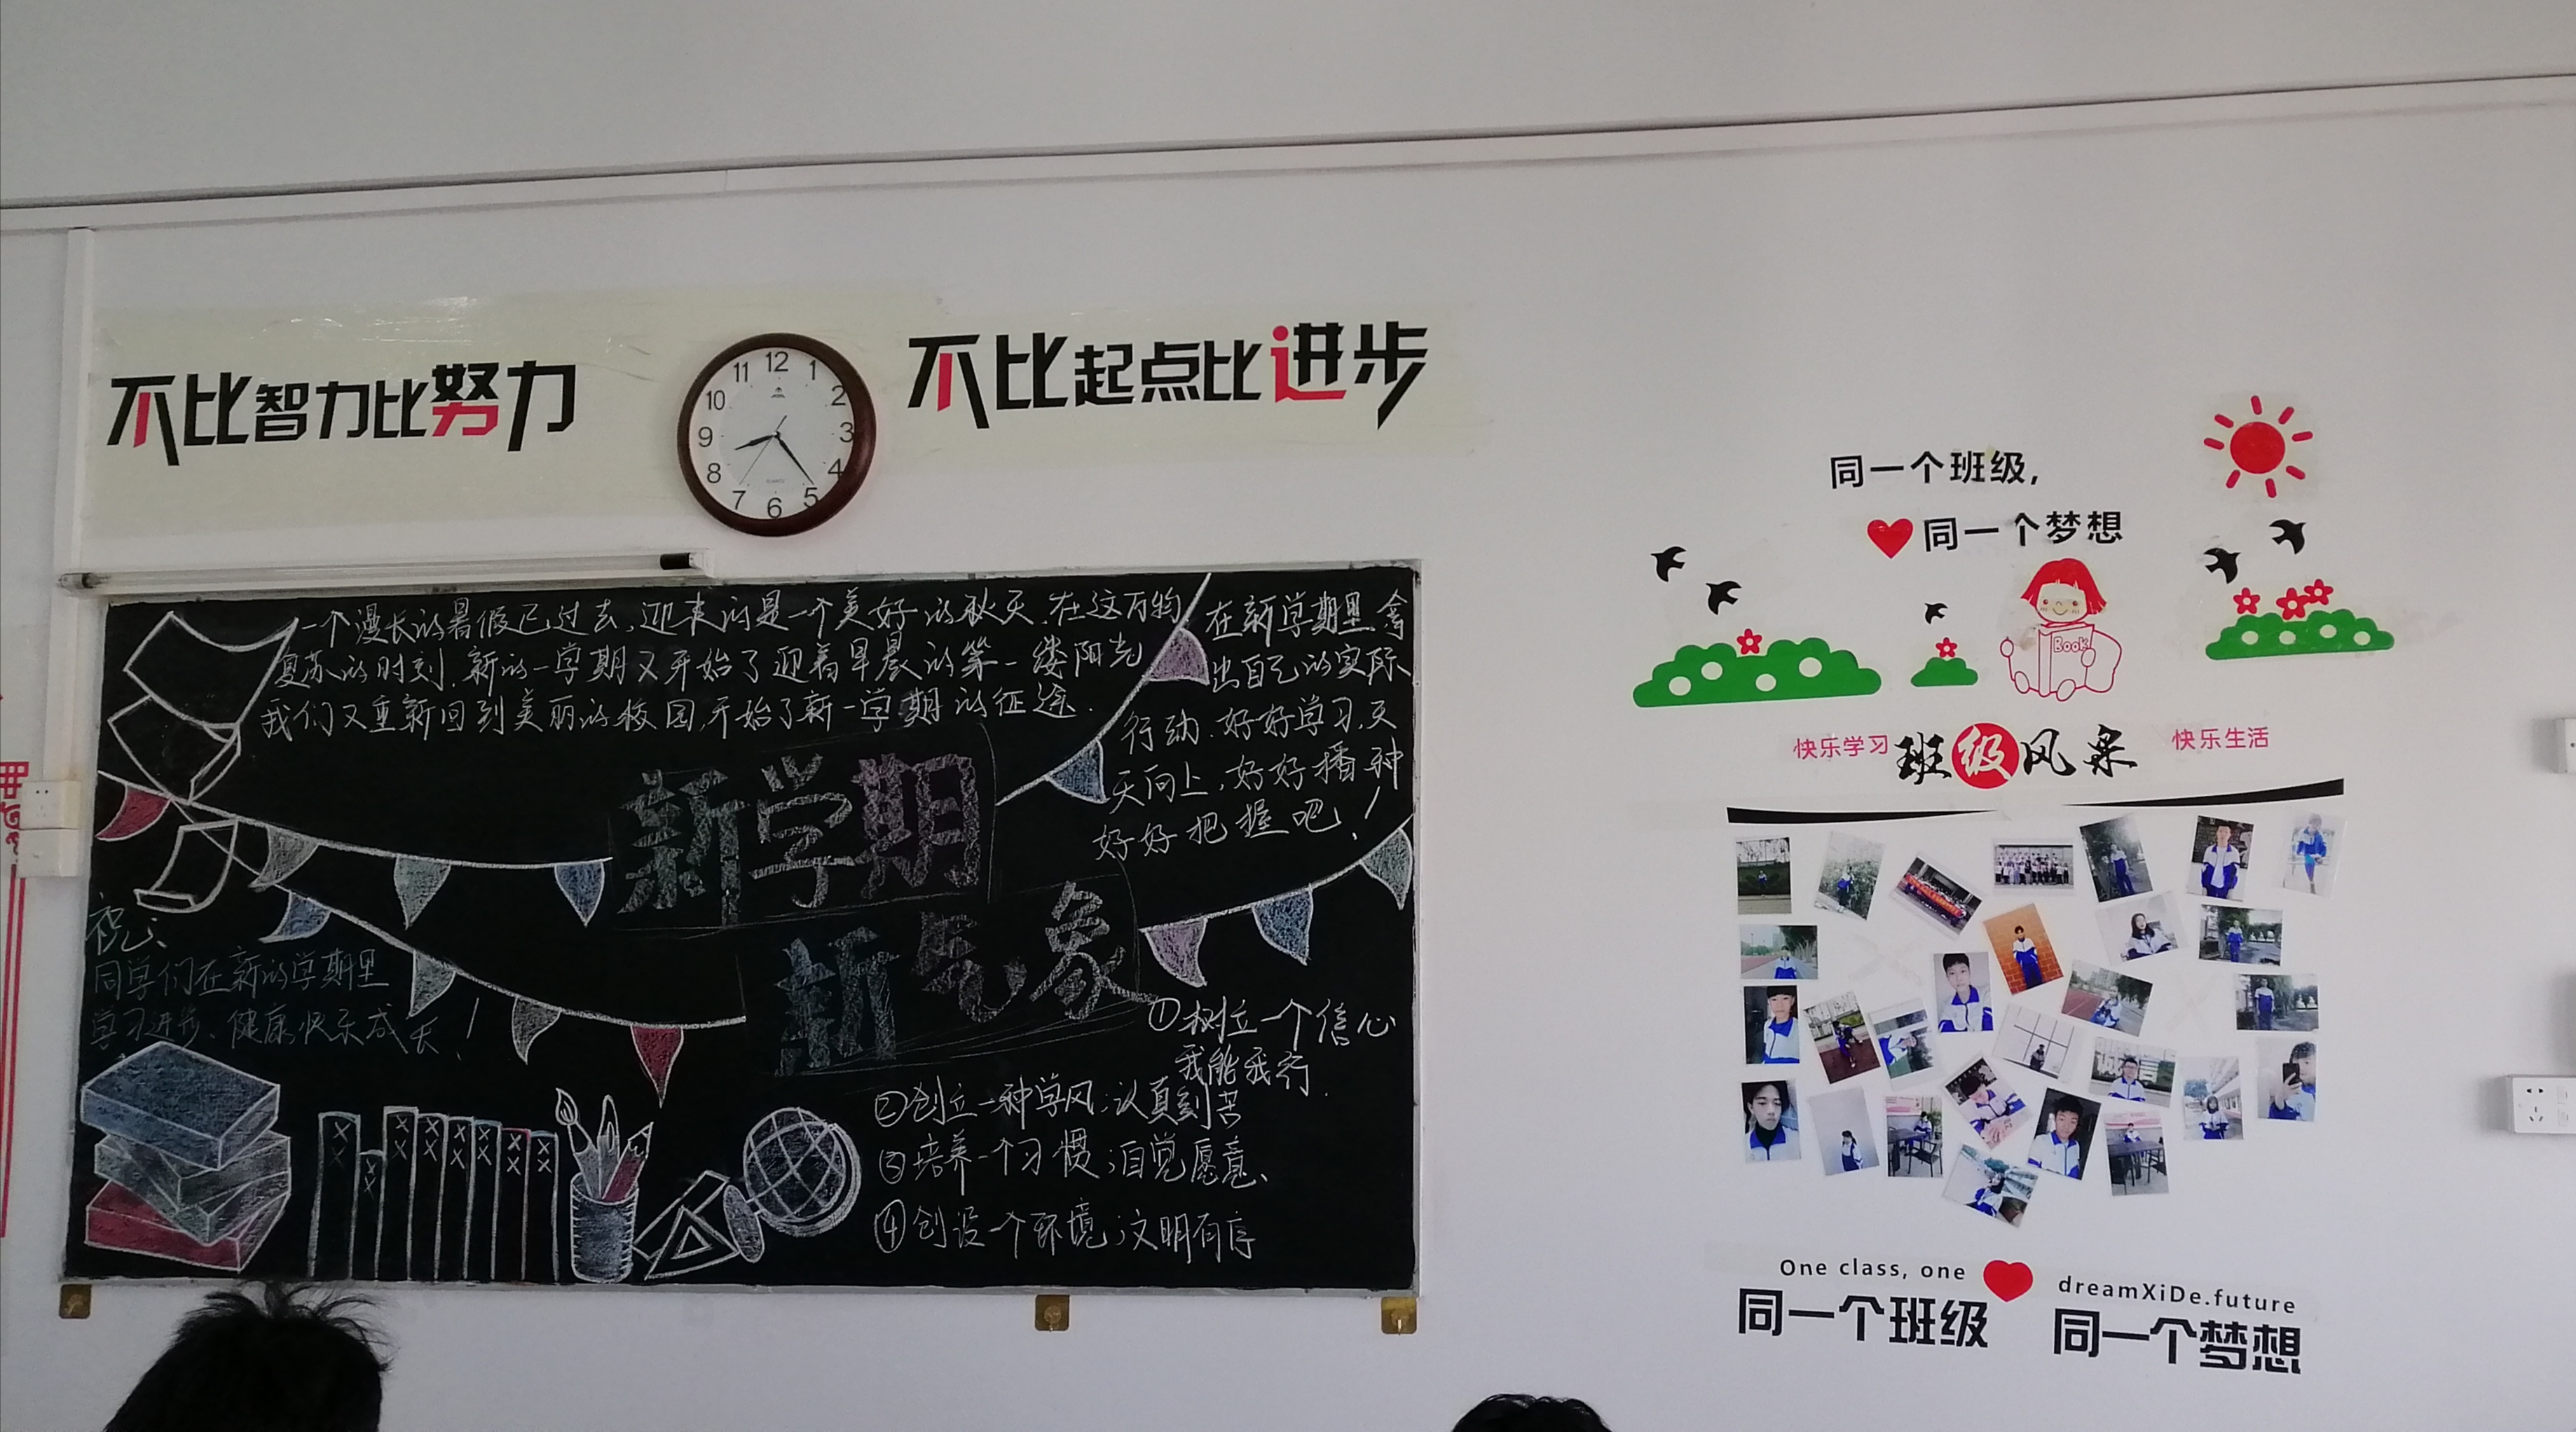 不比智力比努力
不比起点比进步
12
1
2
3
4
5
6
7
8
9
10
11
QUARTZ
一个漫长的暑假已过去,迎来的是一个美好的秋天.在这万物
复苏的时刻.新的一学期又开始了迎着早晨的第一缕阳光
我们又重新回到美丽的校园,开始了新一学期的征途.
在新学期里拿
出自己的实际
行动.好好学习,天
天向上,好好播种
好好把握吧!
新学期
新气象
祝:
同学们在新的学期里
学习进步、健康快乐成长!
①树立一个信心
我能我行.
②创立一种学风;认真刻苦
③培养一个习惯;自觉愿意、
④创设一个环境;文明有序
同一个班级,
同一个梦想
Book
快乐学习
班级风采
快乐生活
One class, one
dreamXiDe.future
同一个班级
同一个梦想